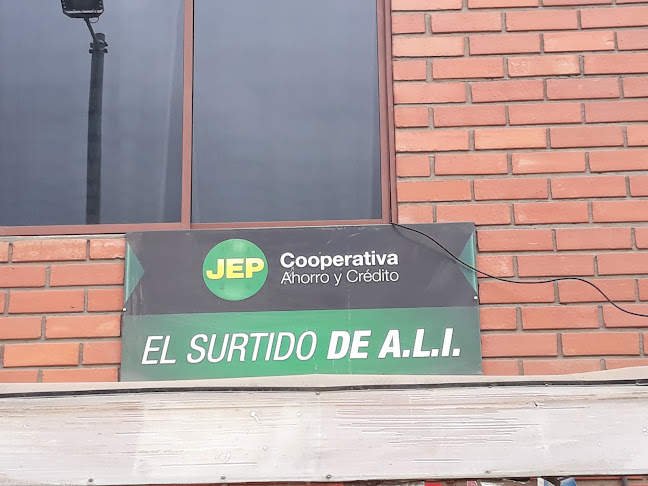 JEP
Cooperativa
Ahorro y Crédito
EL SURTIDO DE A.L.I.